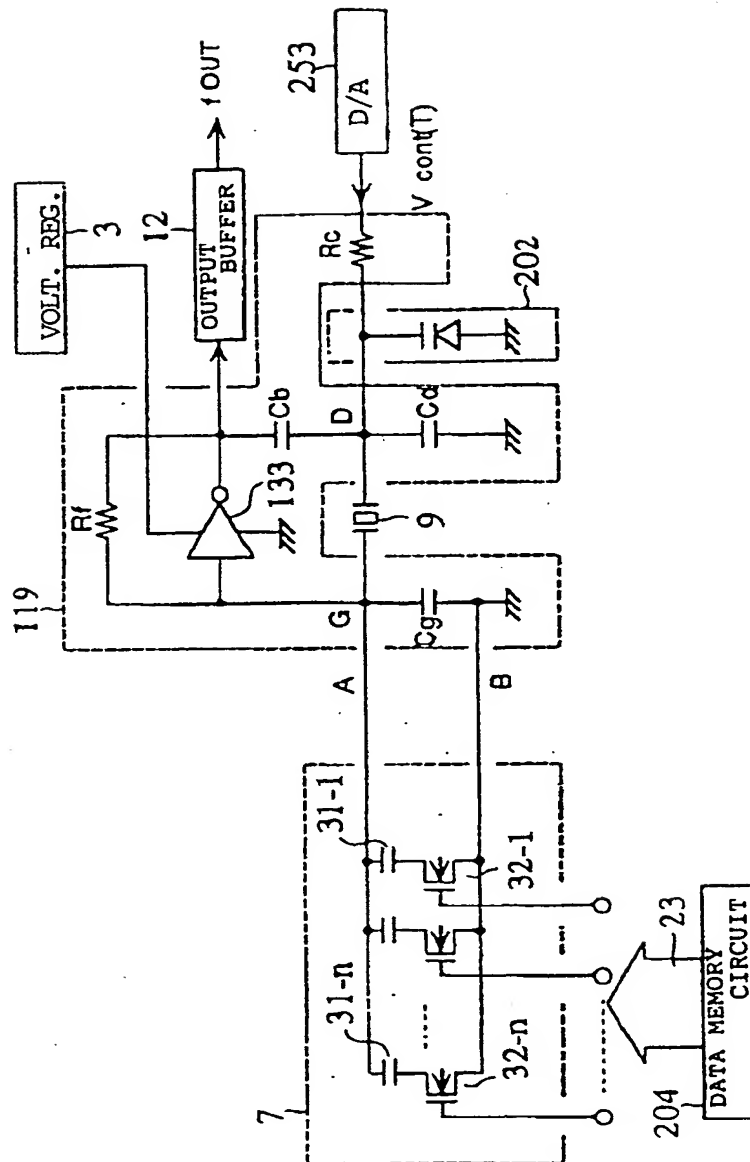 VOLT. REG.
3
12
OUTPUT
BUFFER
f OUT
253
D/A
V cont(T)
Rc
202
119
Rf
133
Cb
D
Cd
9
G
Cg
A
B
7
31-1
31-n
32-1
32-n
23
204
DATA MEMORY
CIRCUIT